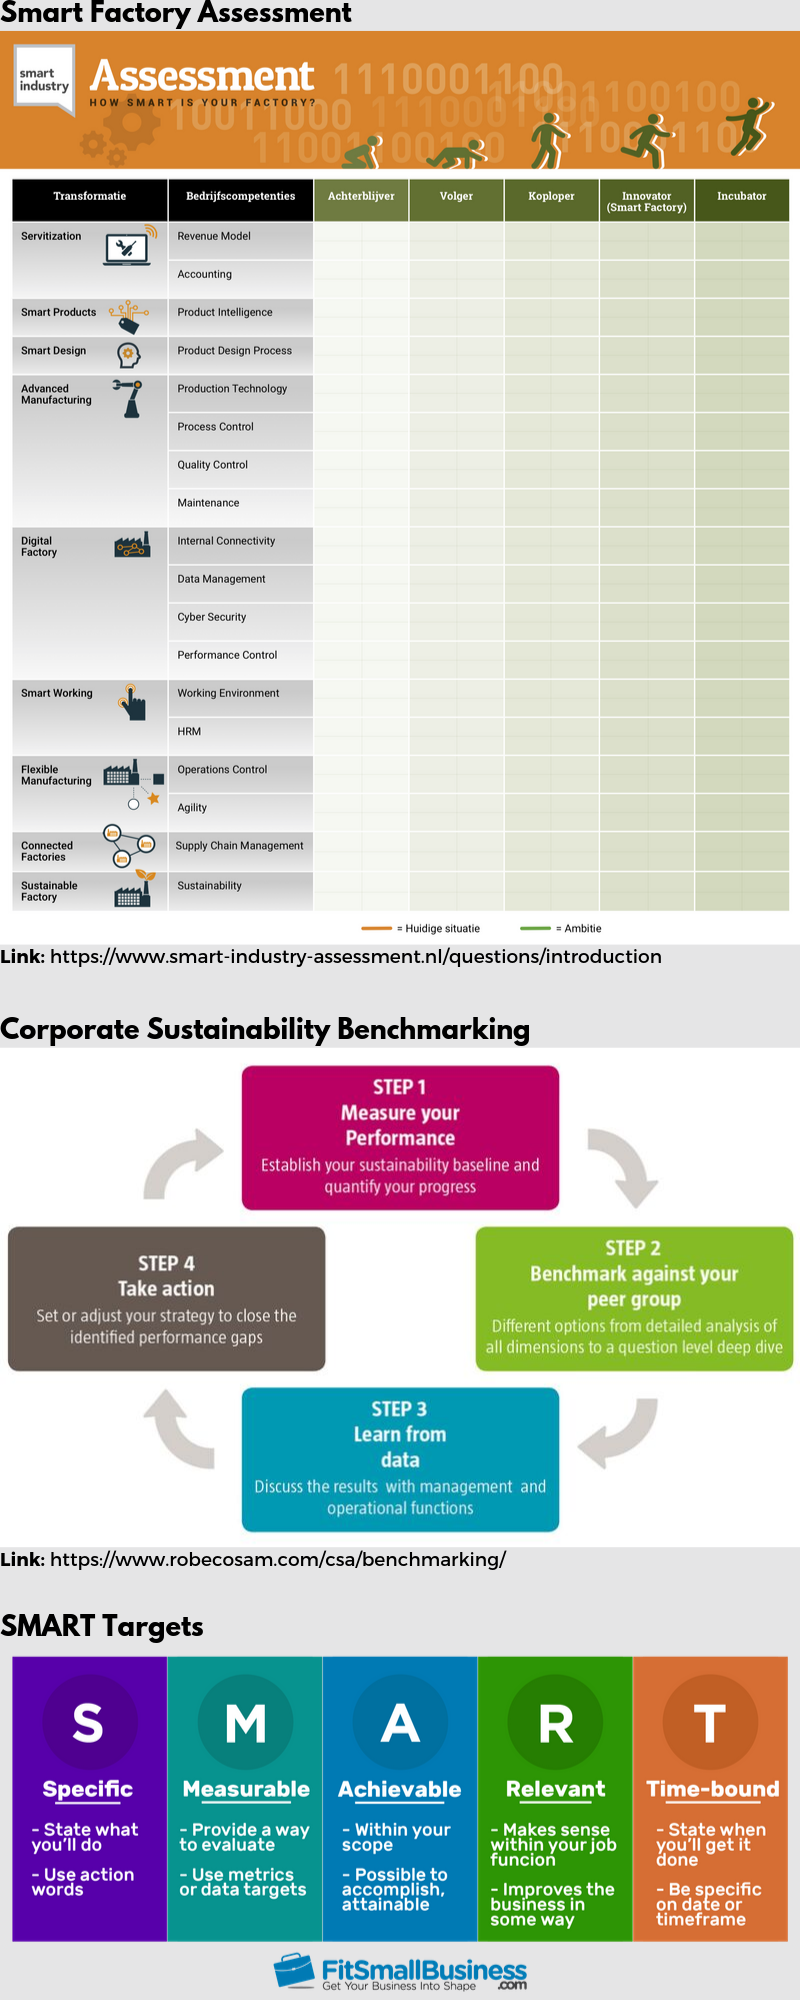 Smart Factory Assessment
smart
industry
Assessment
HOW SMART IS YOUR FACTORY?
Transformatie
Bedrijfscompetenties
Achterblijver
Volger
Koploper
Innovator
(Smart Factory)
Incubator
Servitization
Revenue Model
Accounting
Smart Products
Product Intelligence
Smart Design
Product Design Process
Advanced
Manufacturing
Production Technology
Process Control
Quality Control
Maintenance
Digital
Factory
Internal Connectivity
Data Management
Cyber Security
Performance Control
Smart Working
Working Environment
HRM
Flexible
Manufacturing
Operations Control
Agility
Connected
Factories
Supply Chain Management
Sustainable
Factory
Sustainability
= Huidige situatie
= Ambitie
Link: https://www.smart-industry-assessment.nl/questions/introduction
Corporate Sustainability Benchmarking
STEP 1
Measure your
Performance
Establish your sustainability baseline and
quantify your progress
STEP 2
Benchmark against your
peer group
Different options from detailed analysis of
all dimensions to a question level deep dive
STEP 3
Learn from
data
Discuss the results with management and
operational functions
STEP 4
Take action
Set or adjust your strategy to close the
identified performance gaps
Link: https://www.robecosam.com/csa/benchmarking/
SMART Targets
S
Specific
- State what
you'll do
- Use action
words
M
Measurable
- Provide a way
to evaluate
- Use metrics
or data targets
A
Achievable
- Within your
scope
- Possible to
accomplish,
attainable
R
Relevant
- Makes sense
within your job
funcion
- Improves the
business in
some way
T
Time-bound
- State when
you'll get it
done
- Be specific
on date or
timeframe
FitSmallBusiness
.com
Get Your Business Into Shape